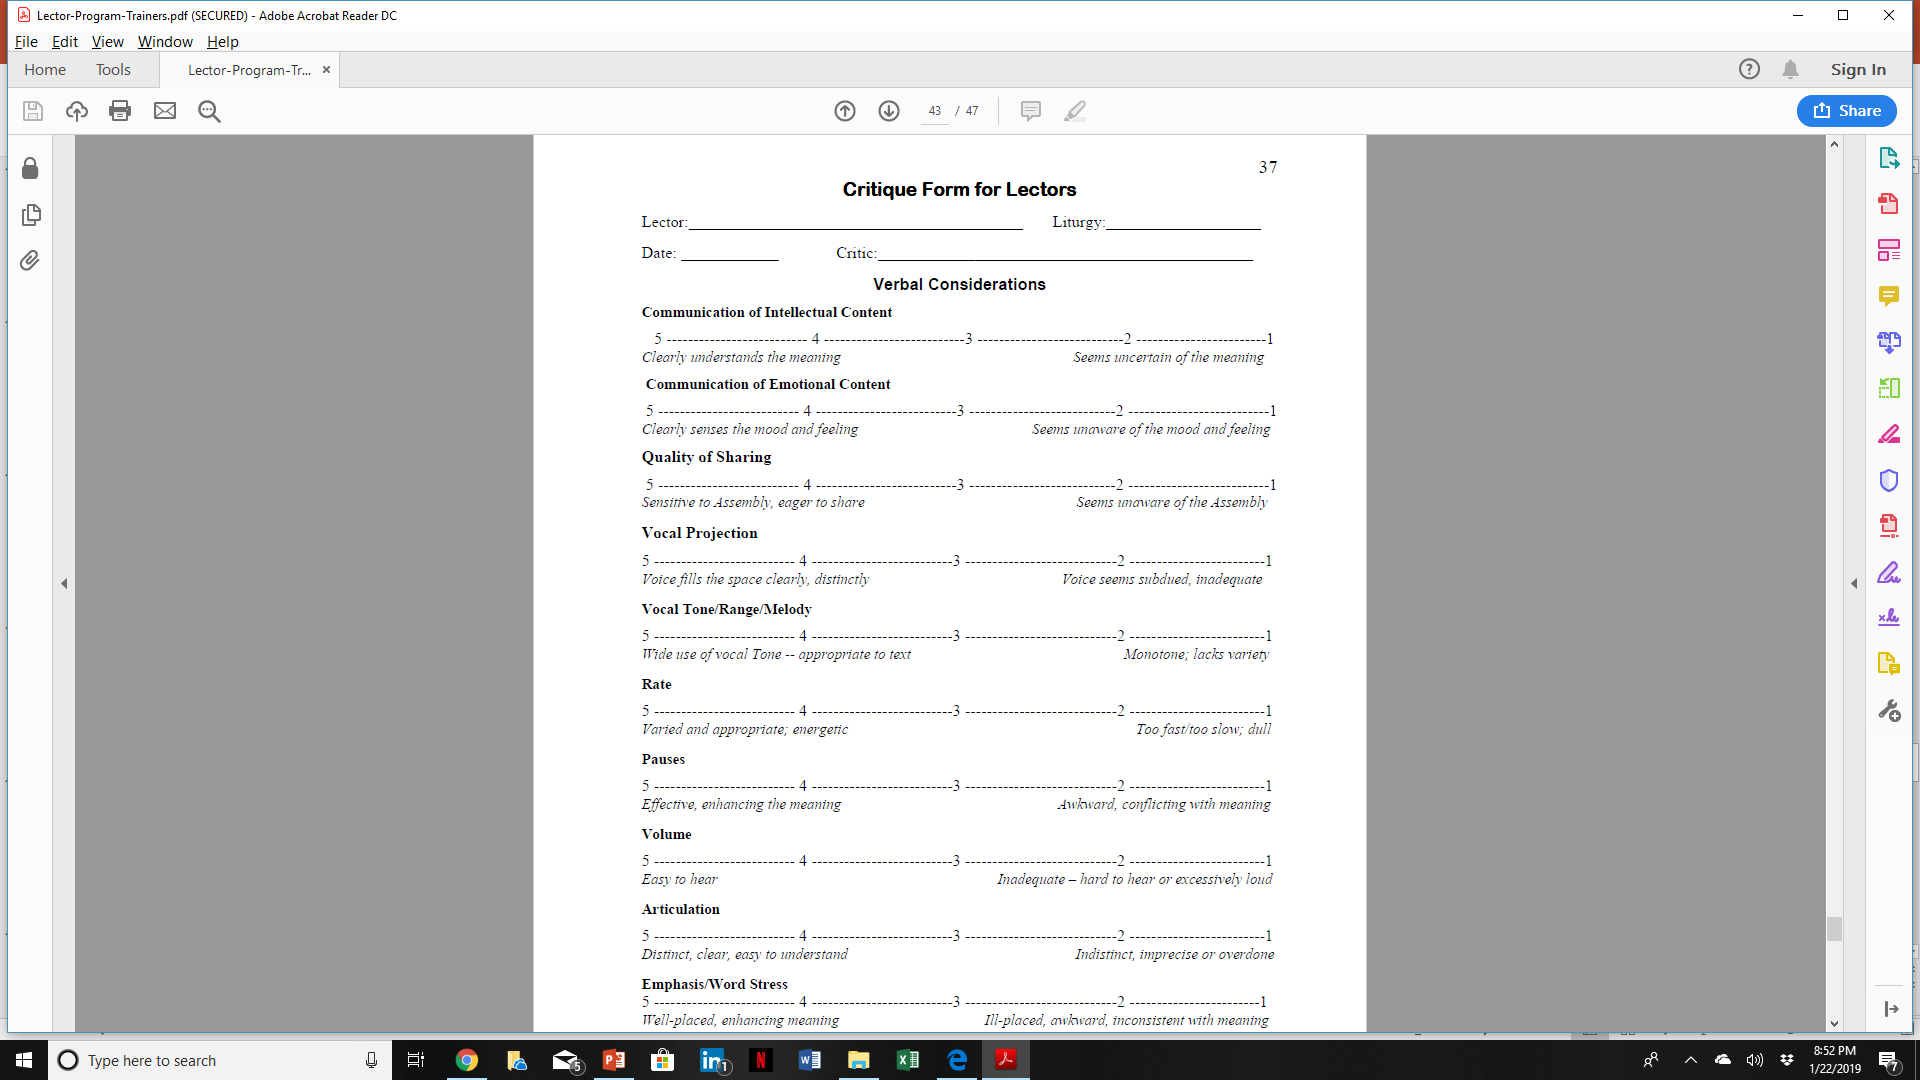 Lector-Program-Trainers.pdf (SECURED) - Adobe Acrobat Reader DC
File Edit View Window Help
Home Tools Lector-Program-Tr... × Sign In
43 / 47 Share
37
Critique Form for Lectors
Lector:__________________________________________ Liturgy:____________________
Date: ____________ Critic:_______________________________________________
Verbal Considerations
Communication of Intellectual Content
5 -------------------------- 4 --------------------------3 ---------------------------2 ------------------------1
Clearly understands the meaning Seems uncertain of the meaning
Communication of Emotional Content
5 -------------------------- 4 --------------------------3 ---------------------------2 --------------------------1
Clearly senses the mood and feeling Seems unaware of the mood and feeling
Quality of Sharing
5 -------------------------- 4 --------------------------3 ---------------------------2 --------------------------1
Sensitive to Assembly, eager to share Seems unaware of the Assembly
Vocal Projection
5 -------------------------- 4 --------------------------3 ----------------------------2 -------------------------1
Voice fills the space clearly, distinctly Voice seems subdued, inadequate
Vocal Tone/Range/Melody
5 -------------------------- 4 --------------------------3 ----------------------------2 -------------------------1
Wide use of vocal Tone -- appropriate to text Monotone; lacks variety
Rate
5 -------------------------- 4 --------------------------3 ----------------------------2 -------------------------1
Varied and appropriate; energetic Too fast/too slow; dull
Pauses
5 -------------------------- 4 --------------------------3 ----------------------------2 -------------------------1
Effective, enhancing the meaning Awkward, conflicting with meaning
Volume
5 -------------------------- 4 --------------------------3 ----------------------------2 -------------------------1
Easy to hear Inadequate – hard to hear or excessively loud
Articulation
5 -------------------------- 4 --------------------------3 ----------------------------2 -------------------------1
Distinct, clear, easy to understand Indistinct, imprecise or overdone
Emphasis/Word Stress
5 -------------------------- 4 --------------------------3 ----------------------------2 ------------------------1
Well-placed, enhancing meaning Ill-placed, awkward, inconsistent with meaning
Type here to search 5 1 8:52 PM
1/22/2019 7